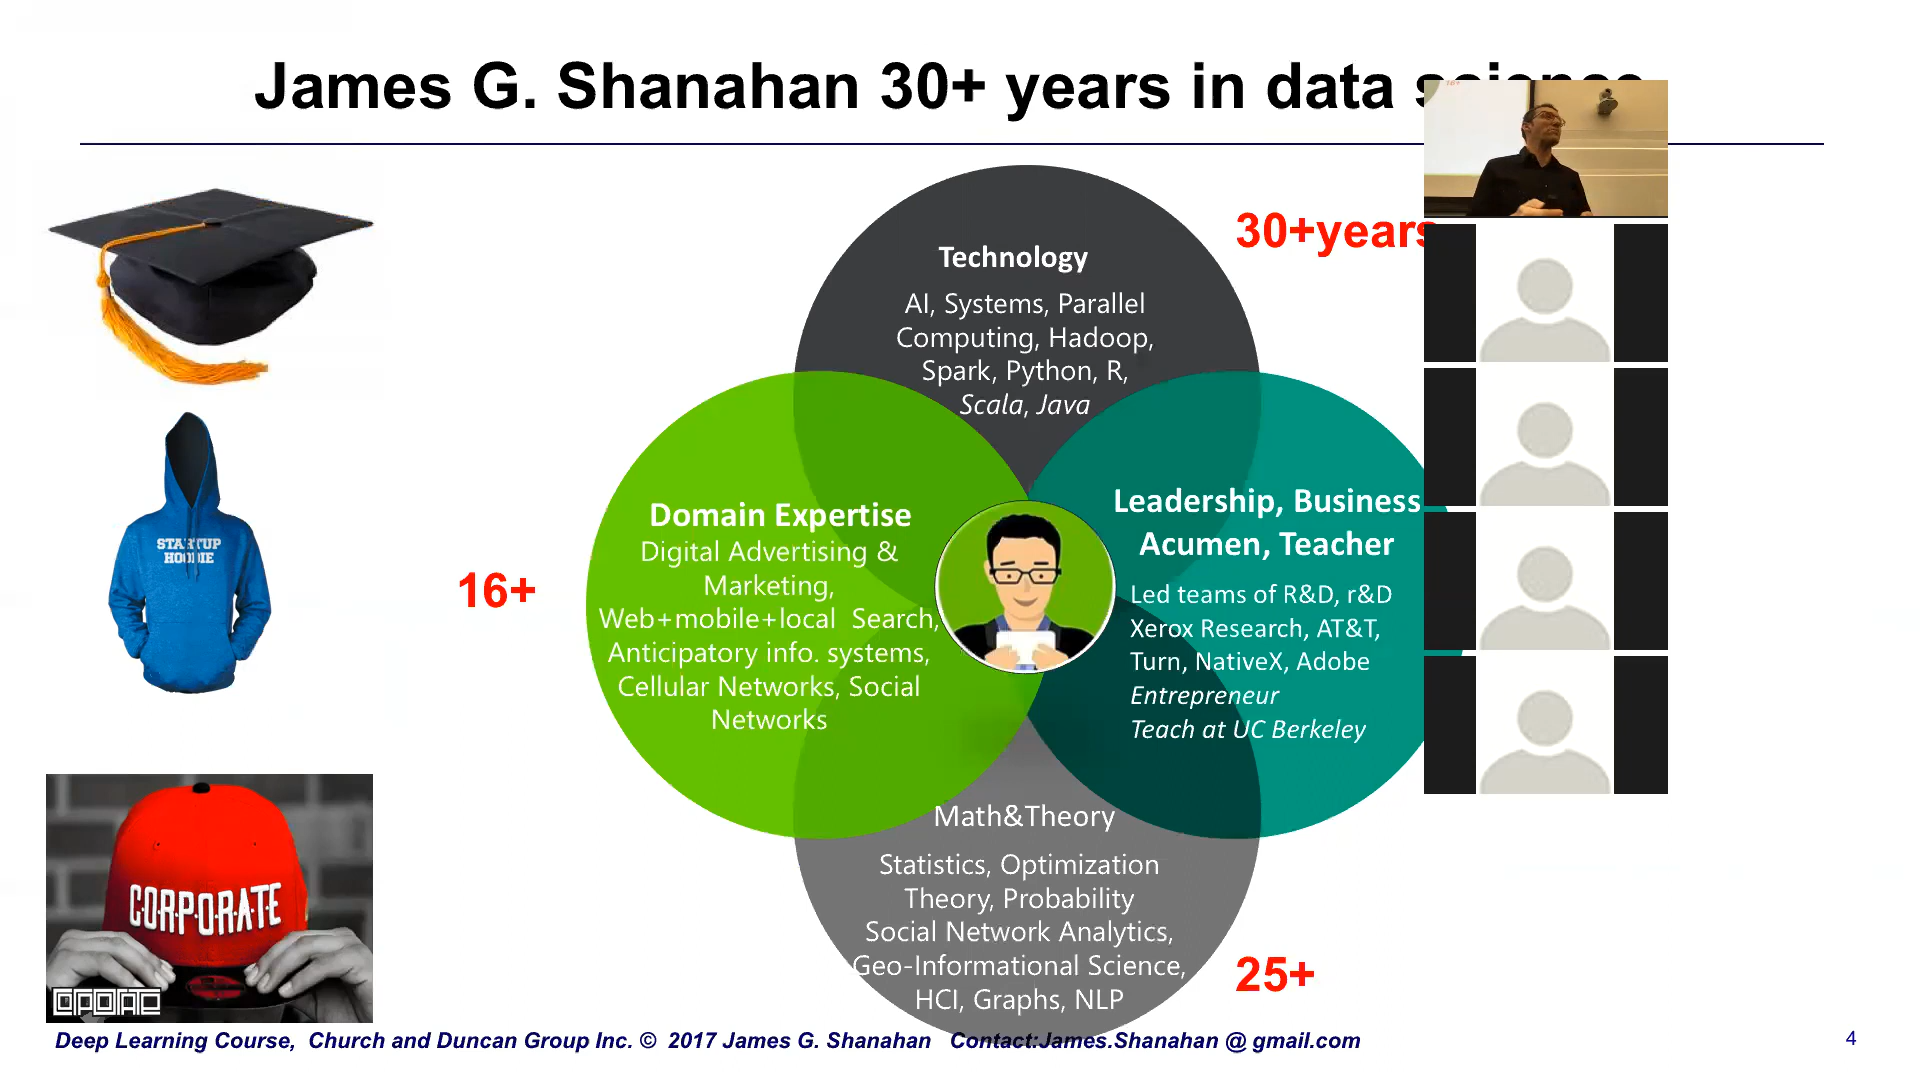 James G. Shanahan 30+ years in data science
30+years
Technology
AI, Systems, Parallel
Computing, Hadoop,
Spark, Python, R,
Scala, Java
STARTUP
HOODIE
16+
Domain Expertise
Digital Advertising &
Marketing,
Web+mobile+local Search,
Anticipatory info. systems,
Cellular Networks, Social
Networks
Leadership, Business
Acumen, Teacher
Led teams of R&D, r&D
Xerox Research, AT&T,
Turn, NativeX, Adobe
Entrepreneur
Teach at UC Berkeley
CORPORATE
Math&Theory
Statistics, Optimization
Theory, Probability
Social Network Analytics,
Geo-Informational Science,
HCI, Graphs, NLP
25+
Deep Learning Course, Church and Duncan Group Inc. © 2017 James G. Shanahan Contact:James.Shanahan @ gmail.com
4